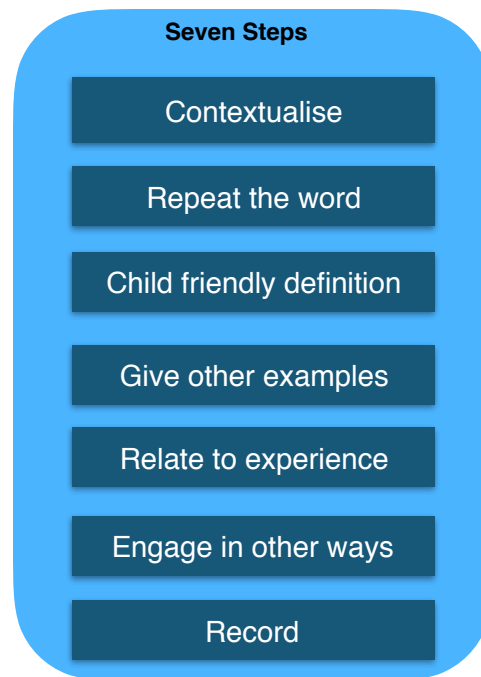 Seven Steps
Contextualise
Repeat the word
Child friendly definition
Give other examples
Relate to experience
Engage in other ways
Record